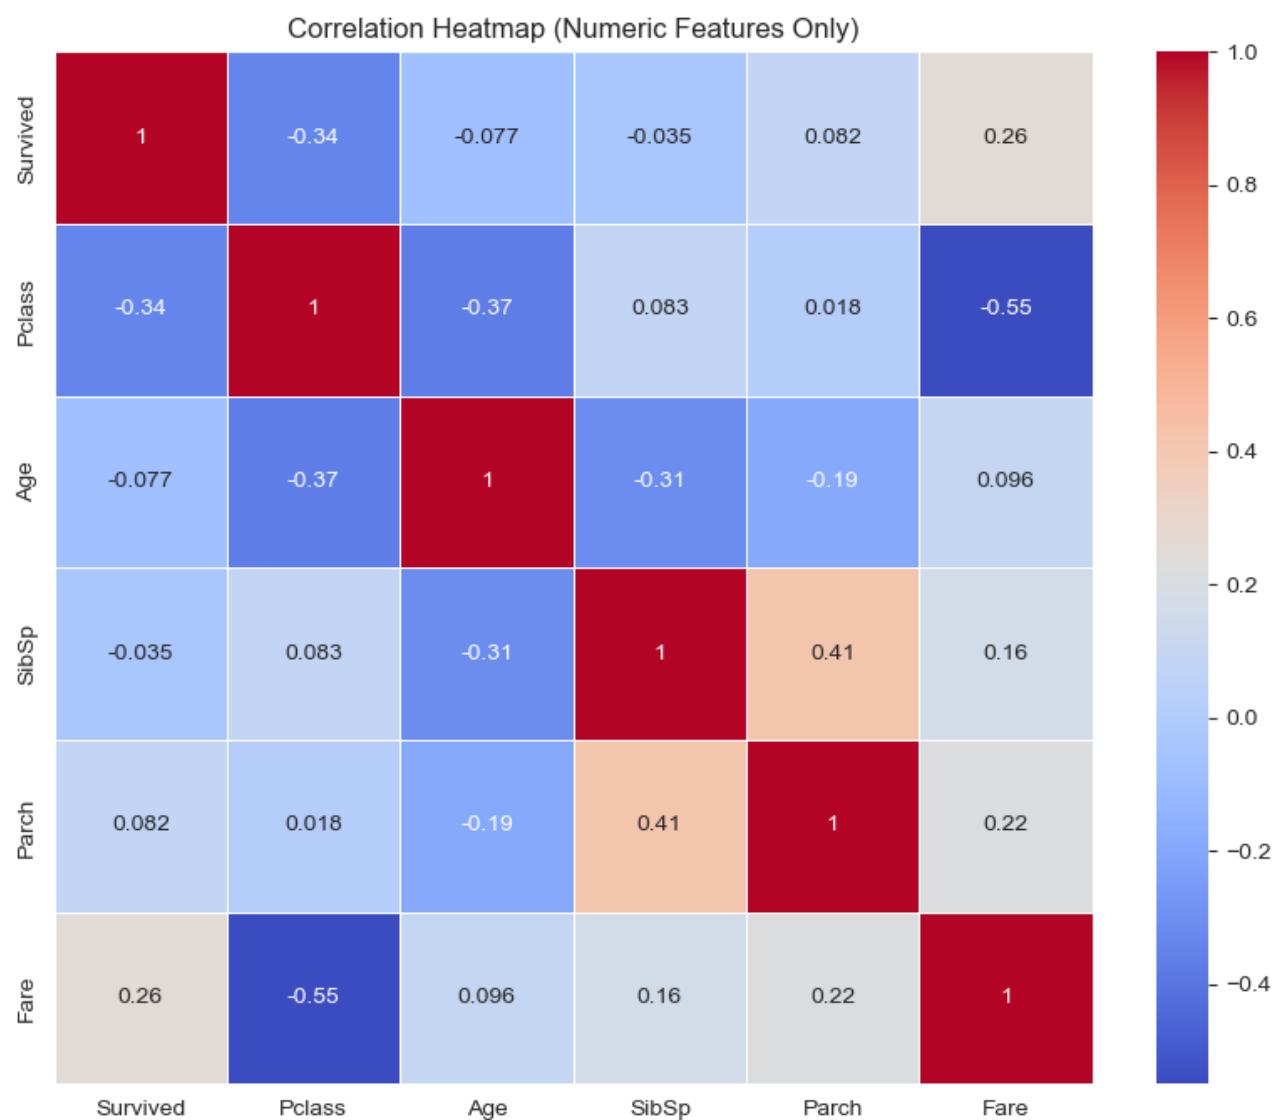 Correlation Heatmap (Numeric Features Only)
Survived 1 -0.34 -0.077 -0.035 0.082 0.26
Pclass -0.34 1 -0.37 0.083 0.018 -0.55
Age -0.077 -0.37 1 -0.31 -0.19 0.096
SibSp -0.035 0.083 -0.31 1 0.41 0.16
Parch 0.082 0.018 -0.19 0.41 1 0.22
Fare 0.26 -0.55 0.096 0.16 0.22 1
Survived Pclass Age SibSp Parch Fare
1.0
0.8
0.6
0.4
0.2
0.0
−0.2
−0.4